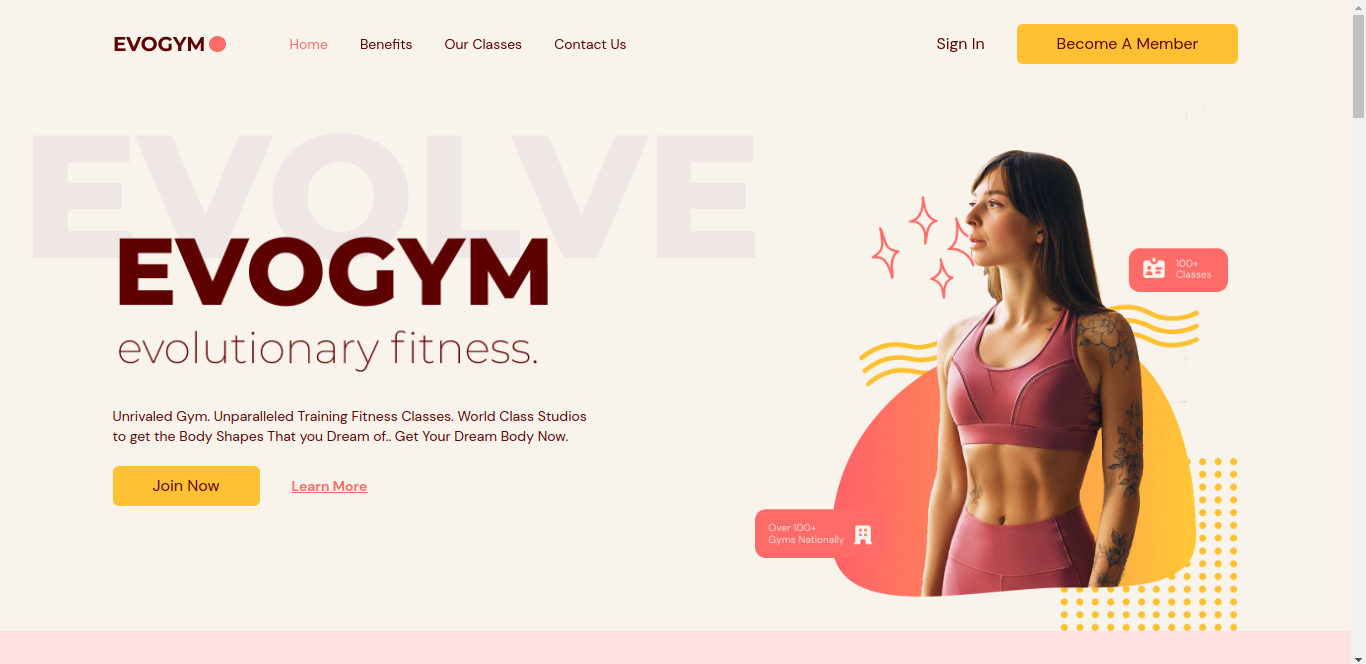 EVOGYM
Home
Benefits
Our Classes
Contact Us
Sign In
Become A Member
EVOLVE
EVOGYM
evolutionary fitness.
Unrivaled Gym. Unparalleled Training Fitness Classes. World Class Studios
to get the Body Shapes That you Dream of.. Get Your Dream Body Now.
Join Now
Learn More
100+
Classes
Over 100+
Gyms Nationally